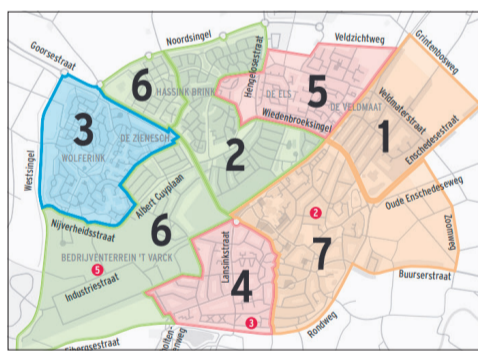 Goorsestraat
Noordsingel
Veldzichtweg
Grintenbosweg
6
HASSINK-BRINK
Hengelosestraat
DE ELS
5
DE VELDMAAT
Veldmaterstraat
1
Enschedesestraat
3
WOLFERINK
DE ZIENESCH
Wiedenbroeksingel
2
Westsingel
Albert Cuyplaan
Oude Enschedeseweg
2
Nijverheidsstraat
6
7
Zoomweg
BEDRIJVENTERREIN 'T VARCK
5
Lansinkstraat
Buurserstraat
Industriestraat
4
3
Rondweg